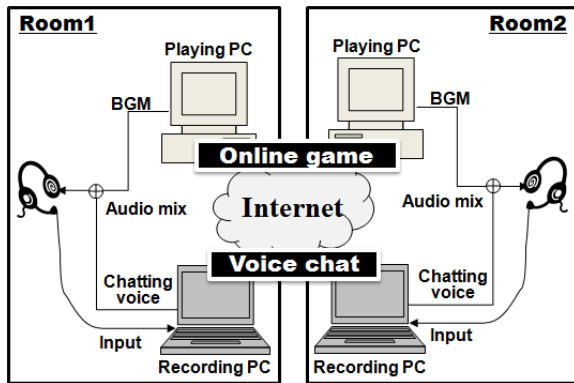 Room1
Room2
Playing PC
Playing PC
BGM
BGM
Online game
Audio mix
Internet
Audio mix
Voice chat
Chatting
voice
Chatting
voice
Input
Input
Recording PC
Recording PC